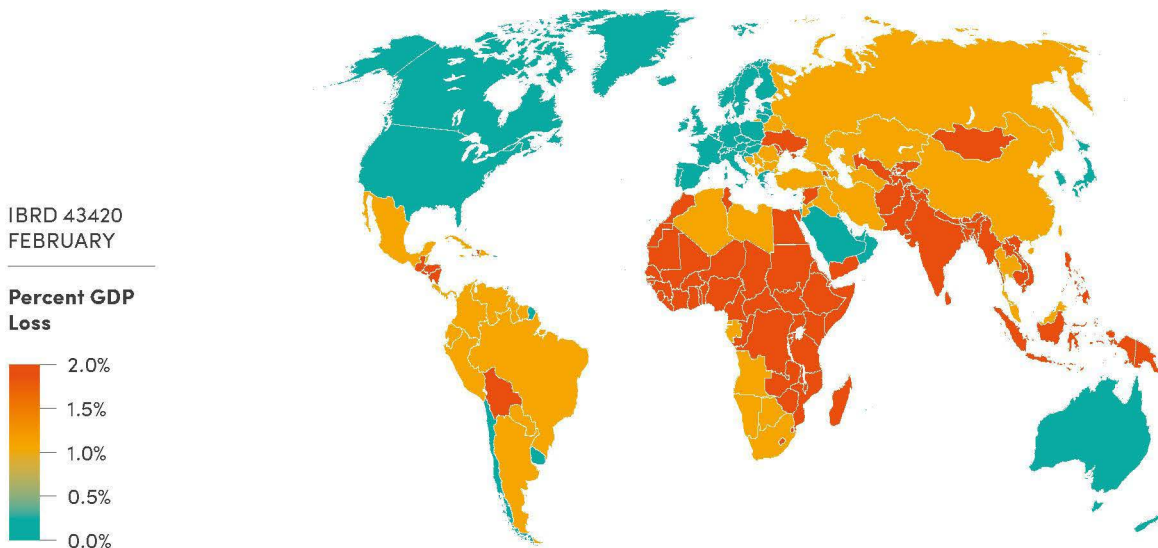 IBRD 43420
FEBRUARY
Percent GDP
Loss
2.0%
1.5%
1.0%
0.5%
0.0%